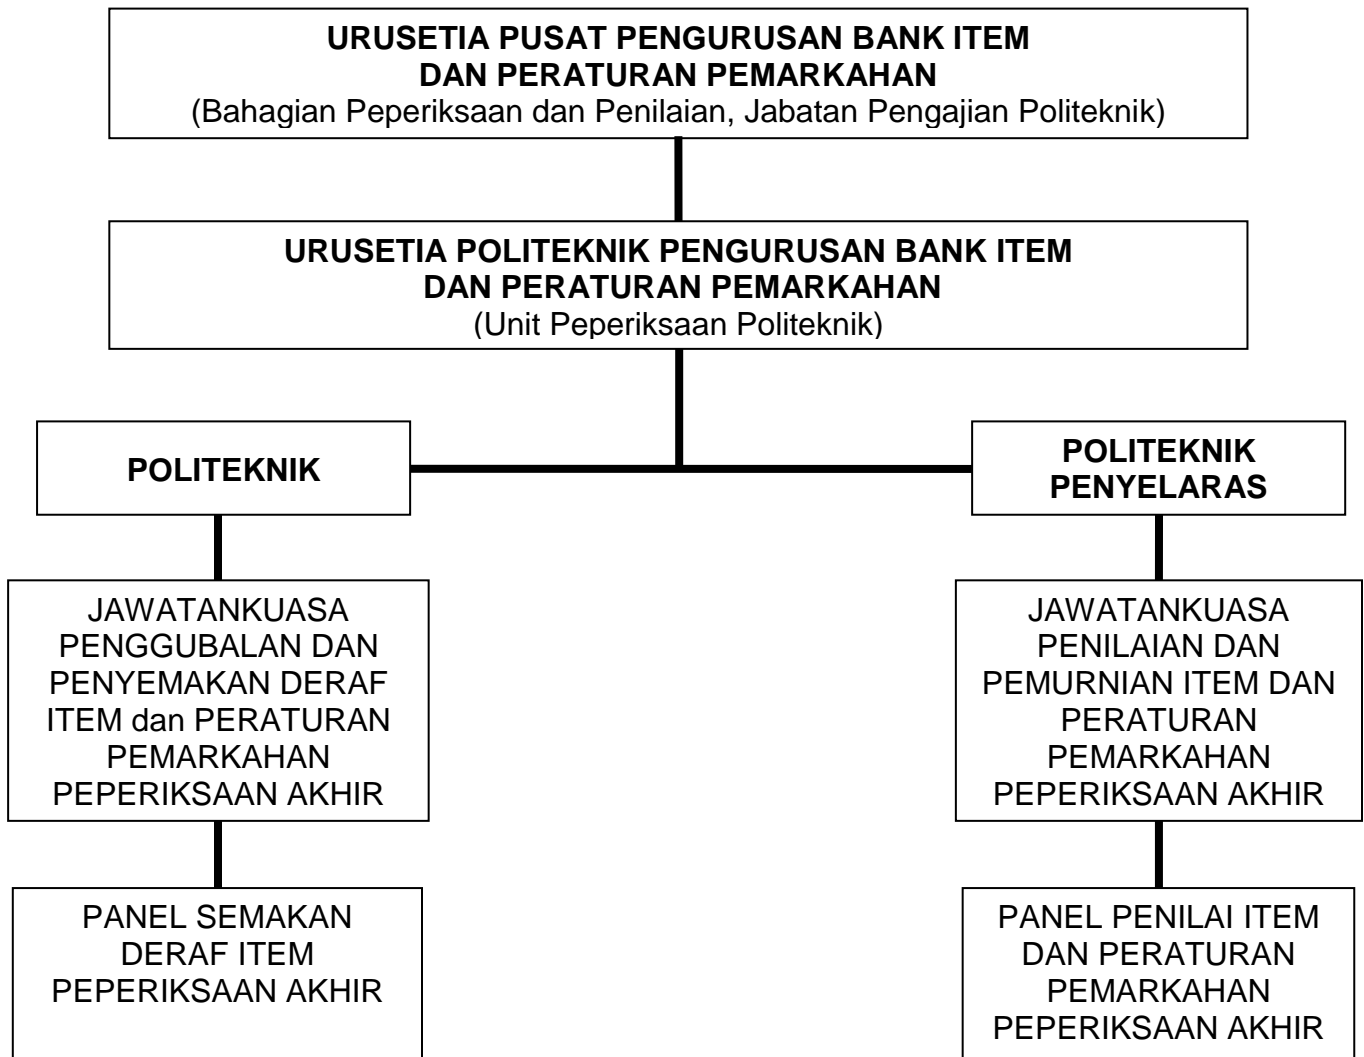 URUSETIA PUSAT PENGURUSAN BANK ITEM
DAN PERATURAN PEMARKAHAN
(Bahagian Peperiksaan dan Penilaian, Jabatan Pengajian Politeknik)
URUSETIA POLITEKNIK PENGURUSAN BANK ITEM
DAN PERATURAN PEMARKAHAN
(Unit Peperiksaan Politeknik)
POLITEKNIK
POLITEKNIK
PENYELARAS
JAWATANKUASA
PENGGUBALAN DAN
PENYEMAKAN DERAF
ITEM dan PERATURAN
PEMARKAHAN
PEPERIKSAAN AKHIR
JAWATANKUASA
PENILAIAN DAN
PEMURNIAN ITEM DAN
PERATURAN
PEMARKAHAN
PEPERIKSAAN AKHIR
PANEL SEMAKAN
DERAF ITEM
PEPERIKSAAN AKHIR
PANEL PENILAI ITEM
DAN PERATURAN
PEMARKAHAN
PEPERIKSAAN AKHIR